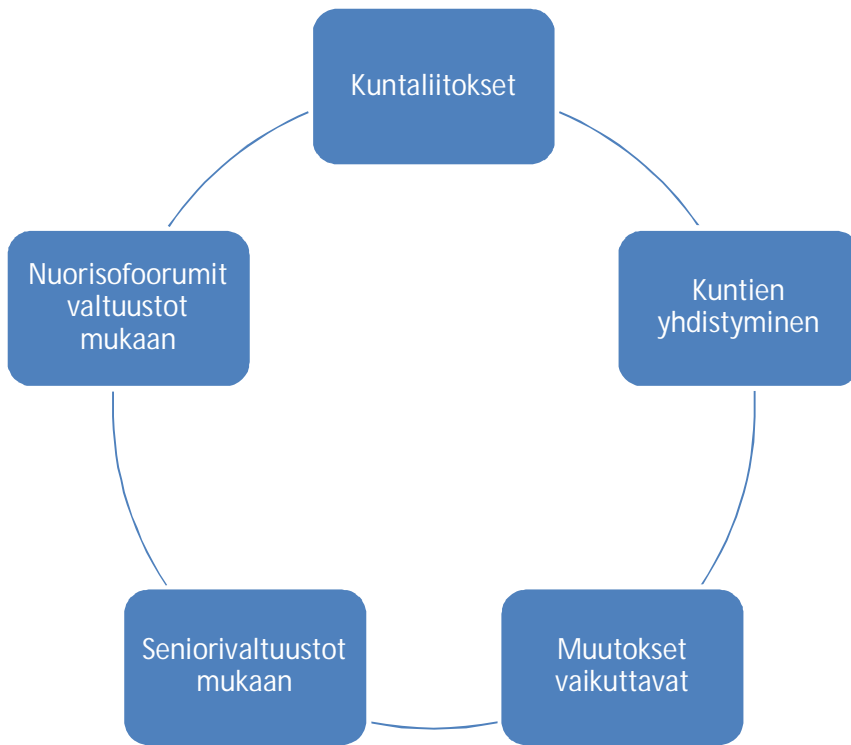 Kuntaliitokset
Kuntien
yhdistyminen
Muutokset
vaikuttavat
Seniorivaltuustot
mukaan
Nuorisofoorumit
valtuustot
mukaan